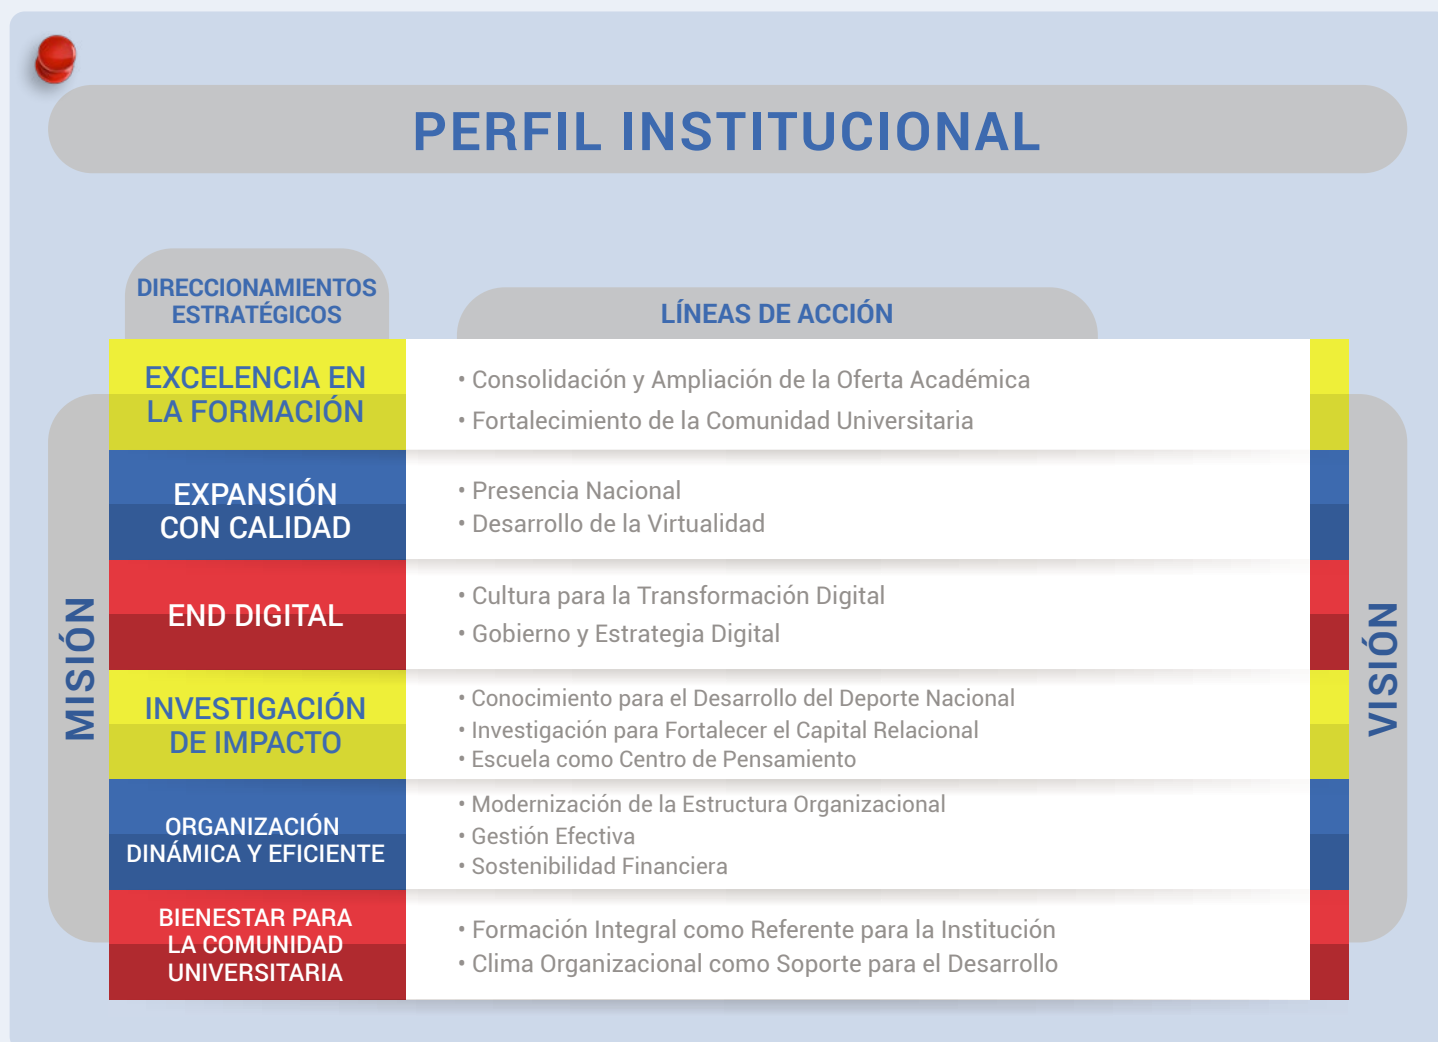 PERFIL INSTITUCIONAL
DIRECCIONAMIENTOS
ESTRATÉGICOS
LÍNEAS DE ACCIÓN
MISIÓN
EXCELENCIA EN
LA FORMACIÓN
• Consolidación y Ampliación de la Oferta Académica
• Fortalecimiento de la Comunidad Universitaria
EXPANSIÓN
CON CALIDAD
• Presencia Nacional
• Desarrollo de la Virtualidad
END DIGITAL
• Cultura para la Transformación Digital
• Gobierno y Estrategia Digital
INVESTIGACIÓN
DE IMPACTO
• Conocimiento para el Desarrollo del Deporte Nacional
• Investigación para Fortalecer el Capital Relacional
• Escuela como Centro de Pensamiento
ORGANIZACIÓN
DINÁMICA Y EFICIENTE
• Modernización de la Estructura Organizacional
• Gestión Efectiva
• Sostenibilidad Financiera
BIENESTAR PARA
LA COMUNIDAD
UNIVERSITARIA
• Formación Integral como Referente para la Institución
• Clima Organizacional como Soporte para el Desarrollo
VISIÓN